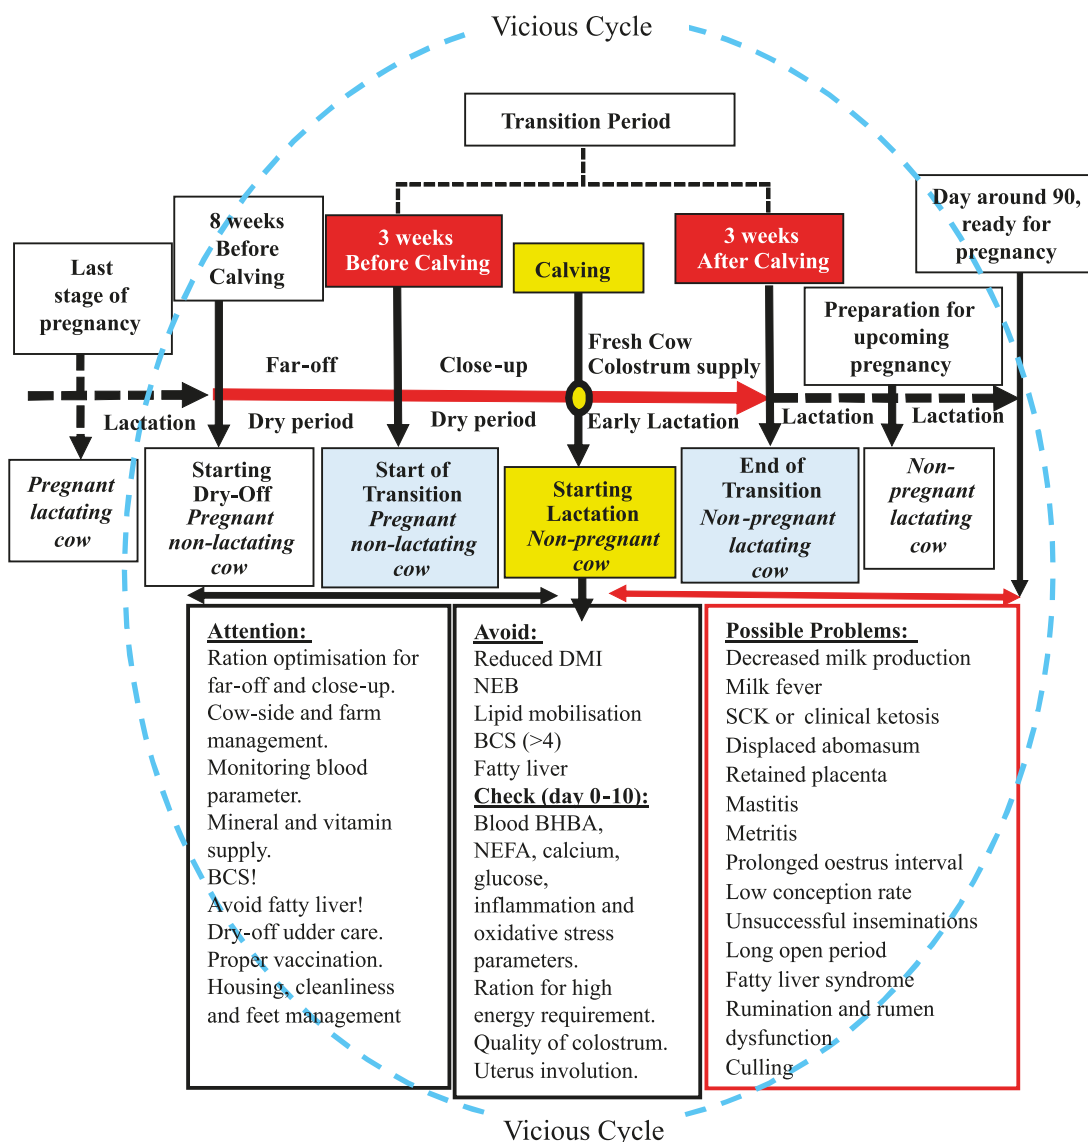 Vicious Cycle
Transition Period
8 weeks
Before
Calving
3 weeks
Before Calving
Calving
3 weeks
After Calving
Day around 90,
ready for
pregnancy
Last
stage of
pregnancy
Preparation for
upcoming
pregnancy
Fresh Cow
Colostrum supply
Far-off
Close-up
Lactation
Dry period
Dry period
Early Lactation
Lactation
Lactation
Pregnant
lactating
cow
Starting
Dry-Off
Pregnant
non-lactating
cow
Start of
Transition
Pregnant
non-lactating
cow
Starting
Lactation
Non-pregnant
cow
End of
Transition
Non-pregnant
lactating
cow
Non-
pregnant
lactating
cow
Attention:
Ration optimisation for
far-off and close-up.
Cow-side and farm
management.
Monitoring blood
parameter.
Mineral and vitamin
supply.
BCS!
Avoid fatty liver!
Dry-off udder care.
Proper vaccination.
Housing, cleanliness
and feet management
Avoid:
Reduced DMI
NEB
Lipid mobilisation
BCS (>4)
Fatty liver
Check (day 0-10):
Blood BHBA,
NEFA, calcium,
glucose,
inflammation and
oxidative stress
parameters.
Ration for high
energy requirement.
Quality of colostrum.
Uterus involution.
Possible Problems:
Decreased milk production
Milk fever
SCK or clinical ketosis
Displaced abomasum
Retained placenta
Mastitis
Metritis
Prolonged oestrus interval
Low conception rate
Unsuccessful inseminations
Long open period
Fatty liver syndrome
Rumination and rumen
dysfunction
Culling
Vicious Cycle